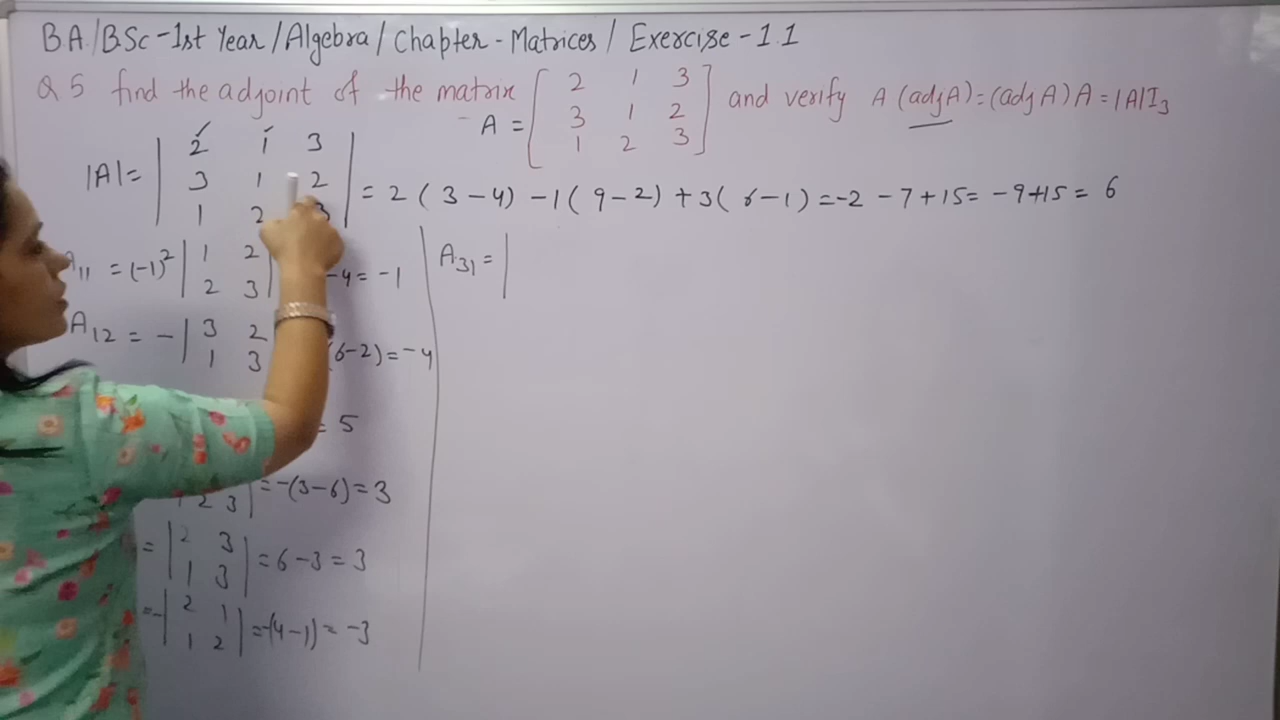 B.A./B.Sc - 1st Year / Algebra / Chapter - Matrices / Exercise - 1.1
Q 5 find the adjoint of the matrix A = [ 2 1 3 and verify A (adj A) = (adj A) A = |A| I₃
3 1 2
1 2 3 ]
|A| = | 2 1 3
3 1 2
1 2 3 | = 2 ( 3 - 4) - 1 ( 9 - 2) + 3 ( 6 - 1 ) = -2 - 7 + 15 = - 9 + 15 = 6
A₁₁ = (-1)² | 1 2
2 3 | - 4 = -1
A₁₂ = - | 3 2
1 3 | (6-2) = -4
= 5
2 3 | = -(3-6) = 3
= | 2 3
1 3 | = 6 - 3 = 3
= - | 2 1
1 2 | = -(4-1) = -3
A₃₁ = |